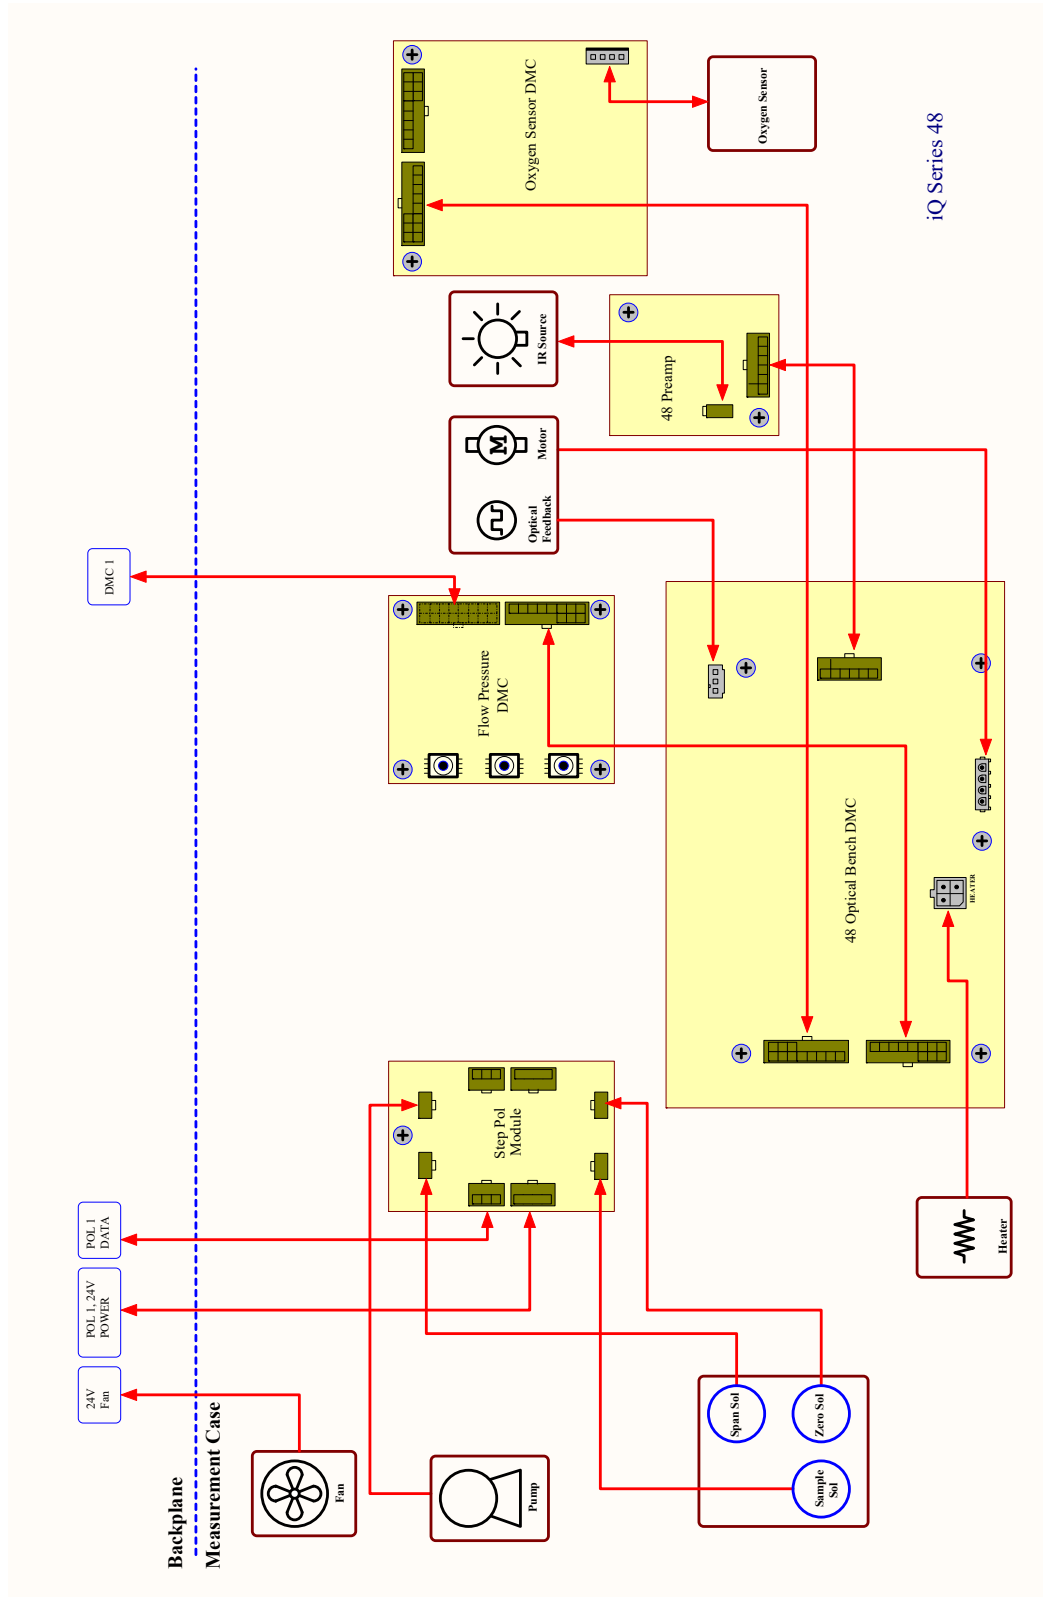 Backplane
Measurement Case
24V
Fan
POL 1, 24V
POWER
POL 1
DATA
DMC 1
Fan
Pump
Span Sol
Zero Sol
Sample
Sol
Step Pol
Module
Flow Pressure
DMC
Optical
Feedback
Motor
M
IR Source
Oxygen Sensor DMC
Oxygen Sensor
48 Preamp
48 Optical Bench DMC
HEATER
Heater
iQ Series 48